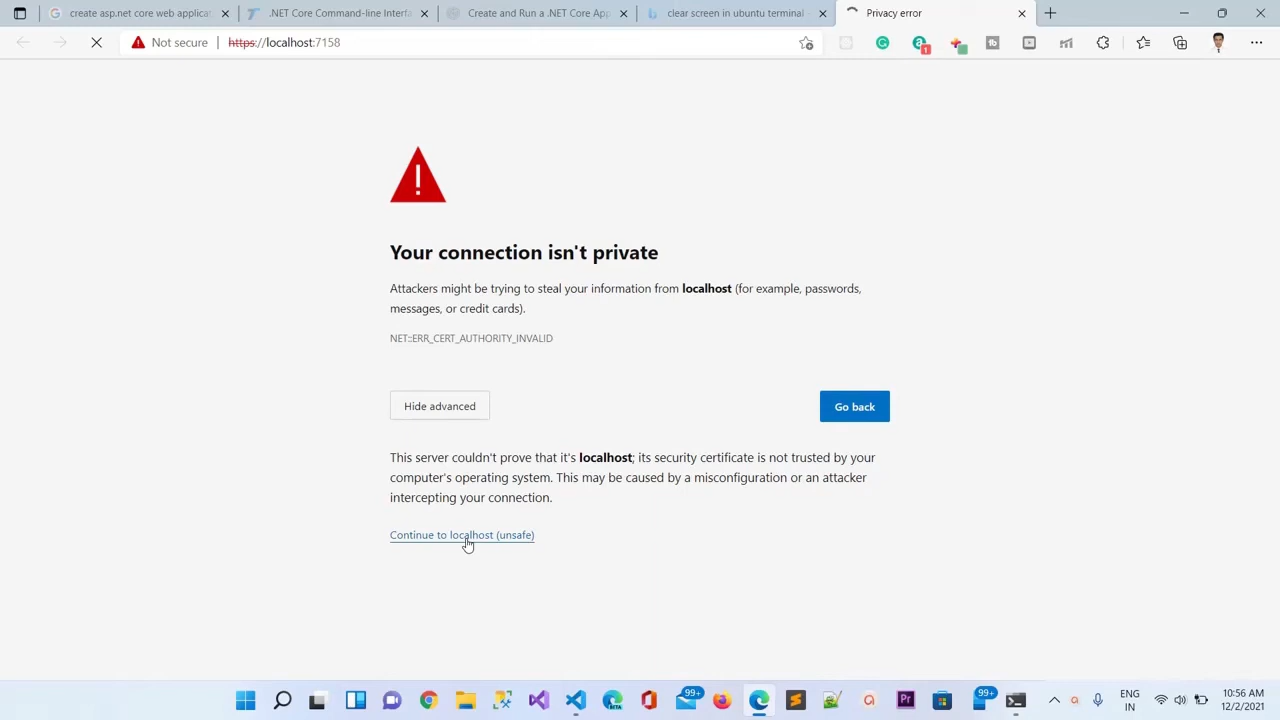 create asp.net core web applicat
.NET Core Command-line Interfa
Create and Run a .NET Core App
clear screen in ubuntu terminal -
Privacy error
Not secure
https://localhost:7158
1
Your connection isn't private
Attackers might be trying to steal your information from localhost (for example, passwords,
messages, or credit cards).
NET::ERR_CERT_AUTHORITY_INVALID
Hide advanced
Go back
This server couldn't prove that it's localhost; its security certificate is not trusted by your
computer's operating system. This may be caused by a misconfiguration or an attacker
intercepting your connection.
Continue to localhost (unsafe)
BETA
99+
Pr
99+
ENG
IN
10:56 AM
12/2/2021